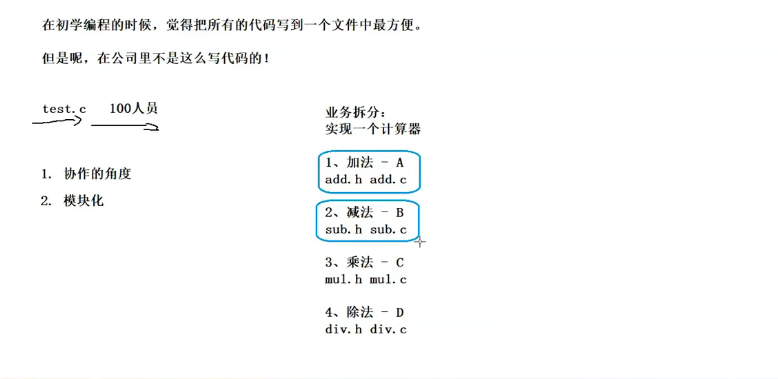 在初学编程的时候，觉得把所有的代码写到一个文件中最方便。
但是呢，在公司里不是这么写代码的！
test.c 100人员
1. 协作的角度
2. 模块化
业务拆分：
实现一个计算器
1、加法 - A
add.h add.c
2、减法 - B
sub.h sub.c
3、乘法 - C
mul.h mul.c
4、除法 - D
div.h div.c